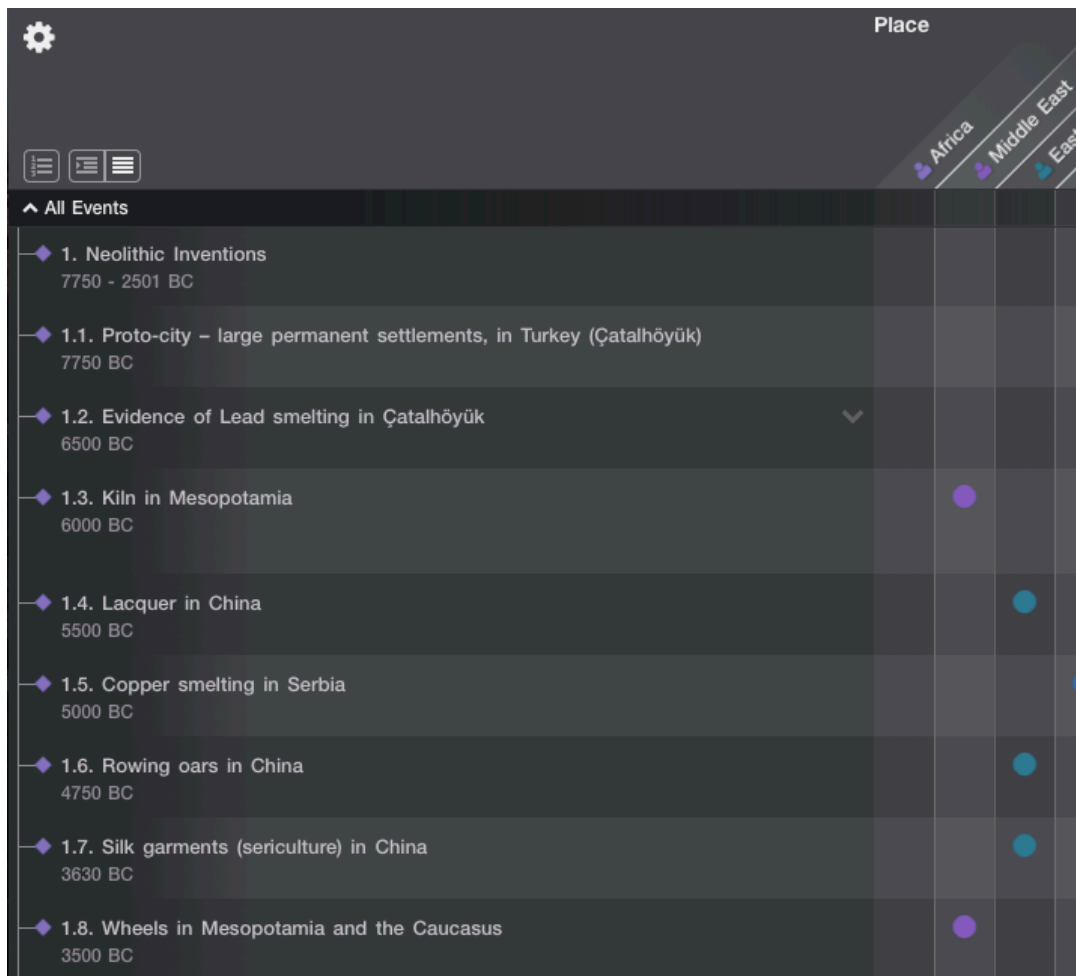 Place
Africa
Middle East
East
All Events
1. Neolithic Inventions
7750 - 2501 BC
1.1. Proto-city – large permanent settlements, in Turkey (Çatalhöyük)
7750 BC
1.2. Evidence of Lead smelting in Çatalhöyük
6500 BC
1.3. Kiln in Mesopotamia
6000 BC
1.4. Lacquer in China
5500 BC
1.5. Copper smelting in Serbia
5000 BC
1.6. Rowing oars in China
4750 BC
1.7. Silk garments (sericulture) in China
3630 BC
1.8. Wheels in Mesopotamia and the Caucasus
3500 BC